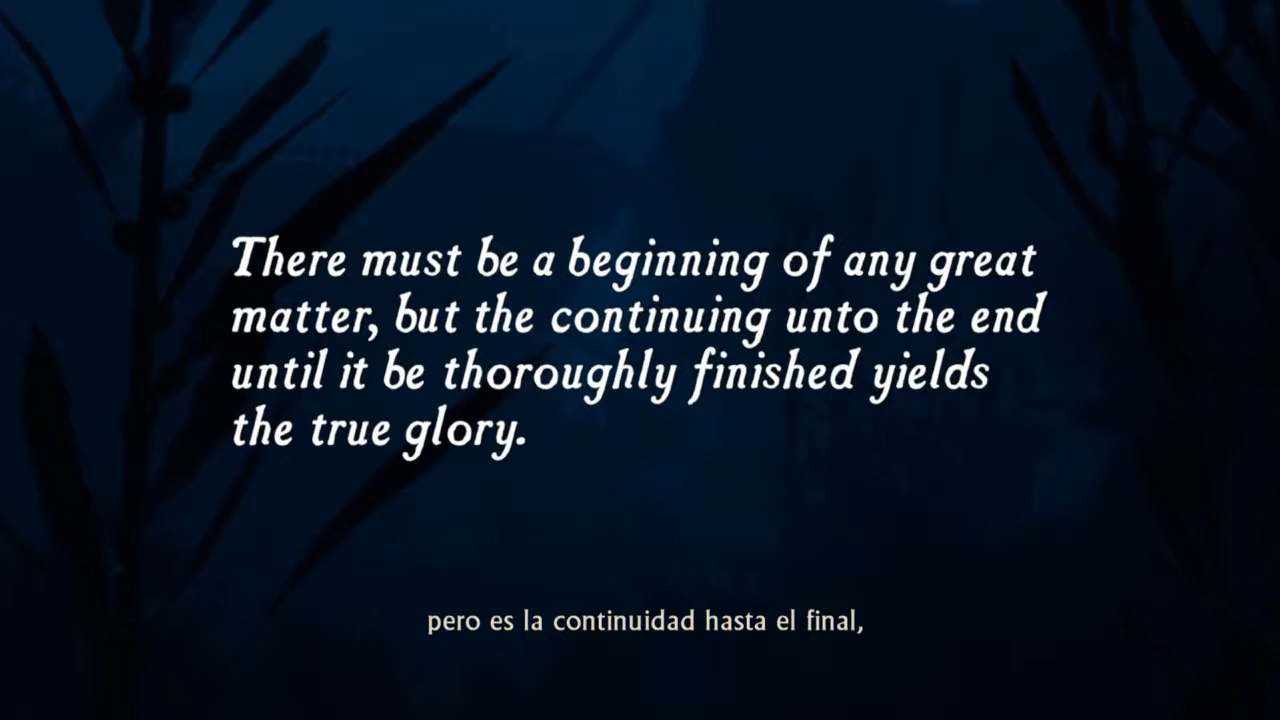 There must be a beginning of any great
matter, but the continuing unto the end
until it be thoroughly finished yields
the true glory.
pero es la continuidad hasta el final,